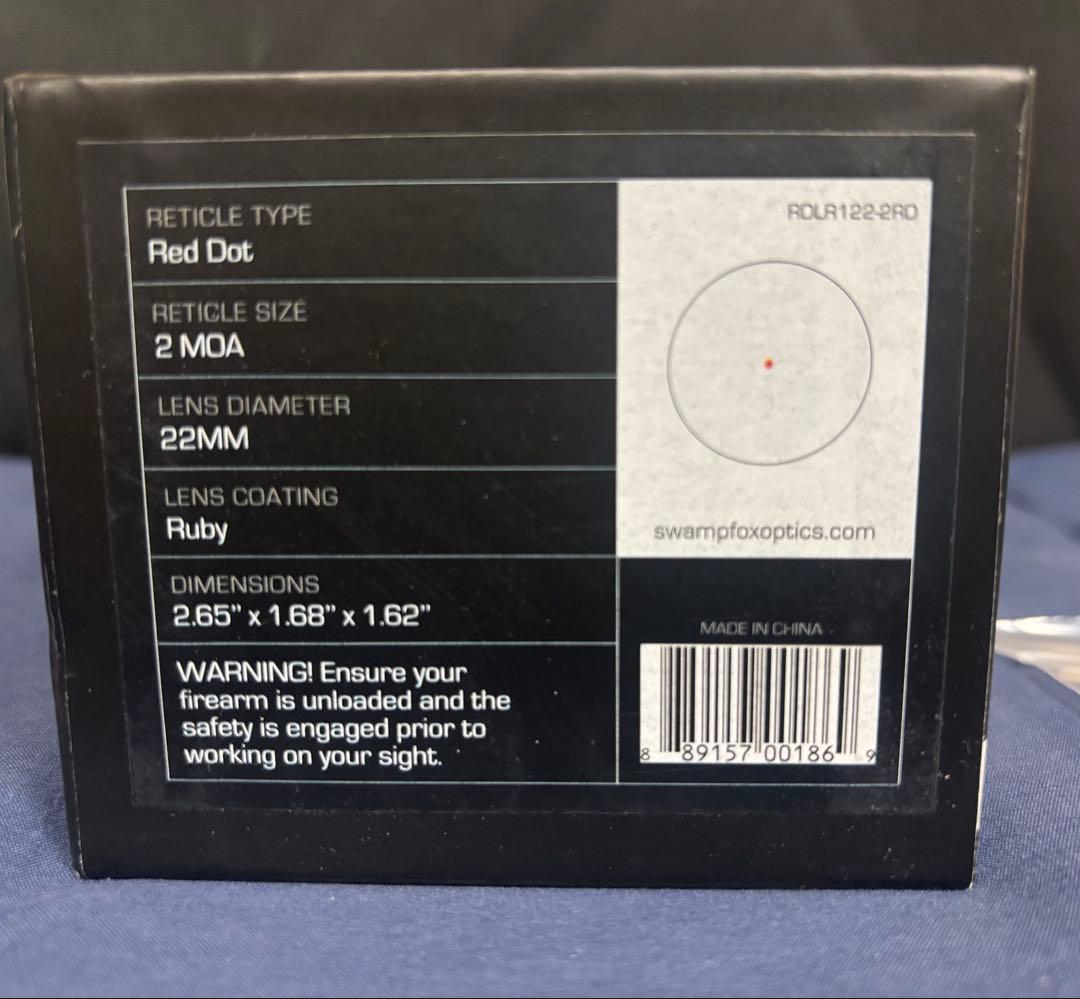 RETICLE TYPE
Red Dot
RETICLE SIZE
2 MOA
LENS DIAMETER
22MM
LENS COATING
Ruby
DIMENSIONS
2.65” x 1.68” x 1.62”
WARNING! Ensure your
firearm is unloaded and the
safety is engaged prior to
working on your sight.
RDLR122-2RD
swampfoxoptics.com
MADE IN CHINA
8 89157 00186 9